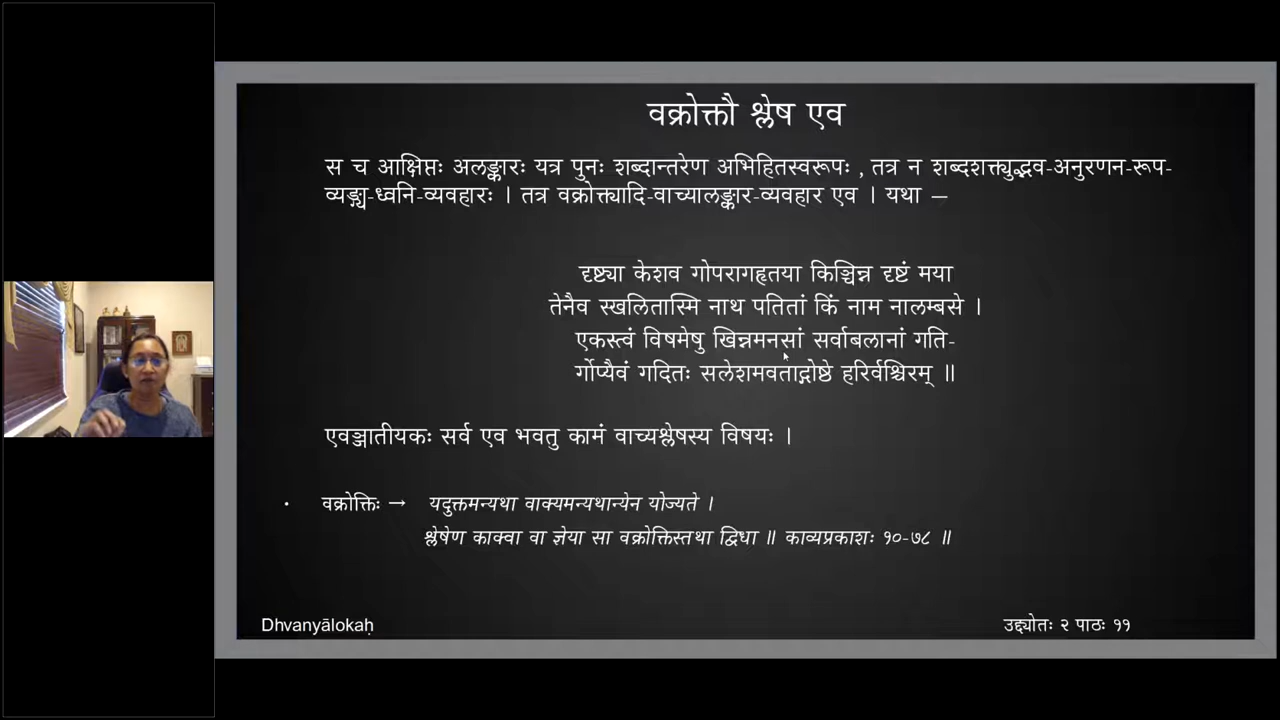 वक्रोक्तौ श्लेष एव
स च आक्षिप्तः अलङ्कारः यत्र पुनः शब्दान्तरेण अभिहितस्वरूपः , तत्र न शब्दशक्त्युद्भव-अनुरणन-रूप-
व्यङ्ग्य-ध्वनि-व्यवहारः । तत्र वक्रोक्त्यादि-वाच्यालङ्कार-व्यवहार एव । यथा —
दृष्ट्या केशव गोपरागहृतया किञ्चिन्न दृष्टं मया
तेनैव स्खलितास्मि नाथ पतितां किं नाम नालम्बसे ।
एकस्त्वं विषमेषु खिन्नमनसां सर्वाबलानां गति-
र्गोप्यैवं गदितः सलेशमवताद्गोष्ठे हरिर्वश्चिरम् ॥
एवञ्जातीयकः सर्व एव भवतु कामं वाच्यश्लेषस्य विषयः ।
• वक्रोक्तिः → यदुक्तमन्यथा वाक्यमन्यथान्येन योज्यते ।
श्लेषेण काक्वा वा ज्ञेया सा वक्रोक्तिस्तथा द्विधा ॥ काव्यप्रकाशः १०-७८ ॥
Dhvanyālokaḥ
उद्द्योतः २ पाठः ११